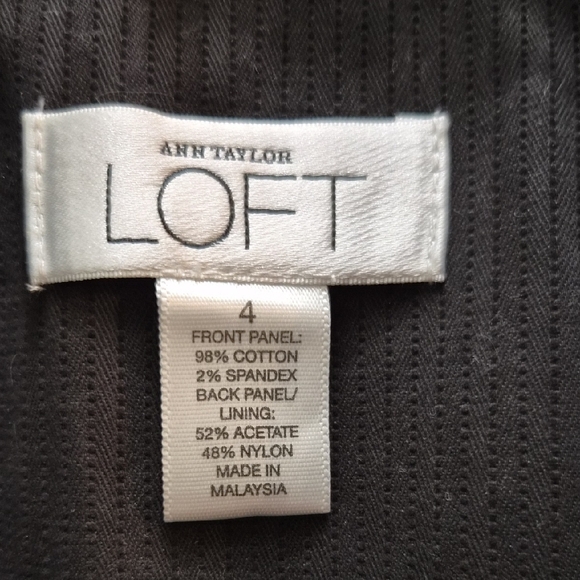 ANN TAYLOR
LOFT
4
FRONT PANEL:
98% COTTON
2% SPANDEX
BACK PANEL/
LINING:
52% ACETATE
48% NYLON
MADE IN
MALAYSIA